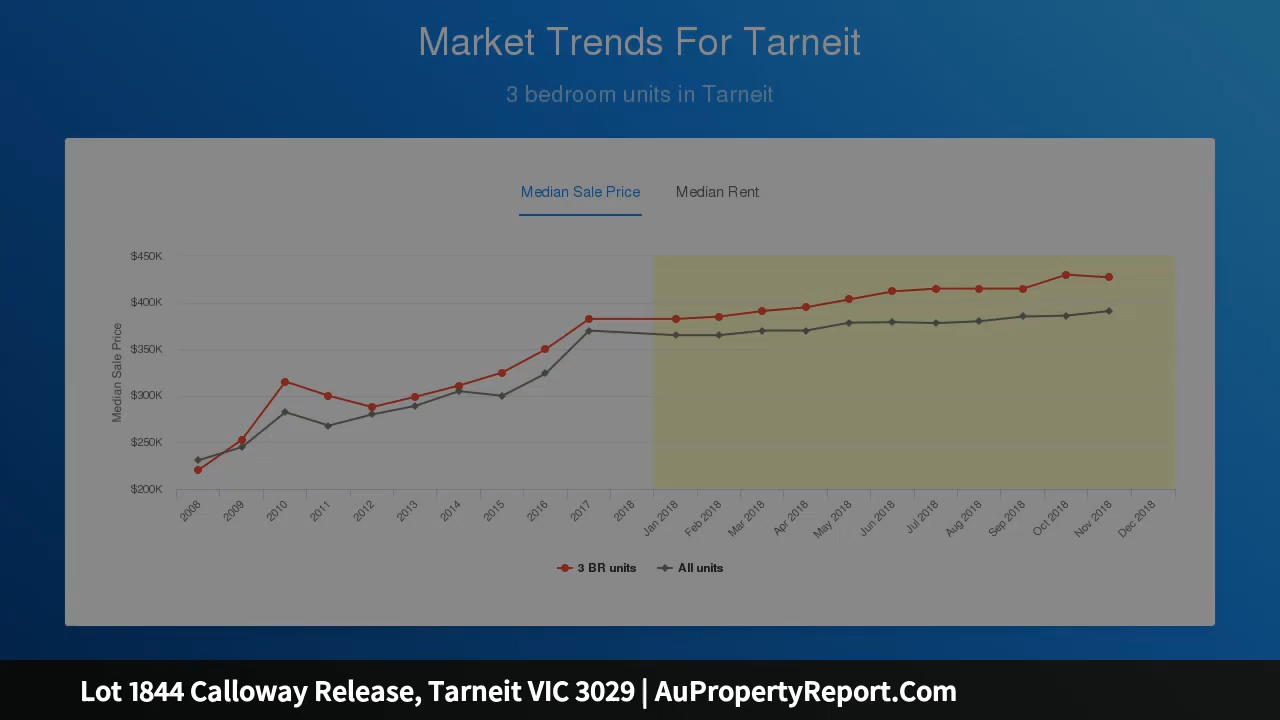 Market Trends For Tarneit
3 bedroom units in Tarneit
Median Sale Price Median Rent
Median Sale Price
$450K
$400K
$350K
$300K
$250K
$200K
2008 2009 2010 2011 2012 2013 2014 2015 2016 2017 2018 Jan 2018 Feb 2018 Mar 2018 Apr 2018 May 2018 Jun 2018 Jul 2018 Aug 2018 Sep 2018 Oct 2018 Nov 2018 Dec 2018
3 BR units All units
Lot 1844 Calloway Release, Tarneit VIC 3029 | AuPropertyReport.Com